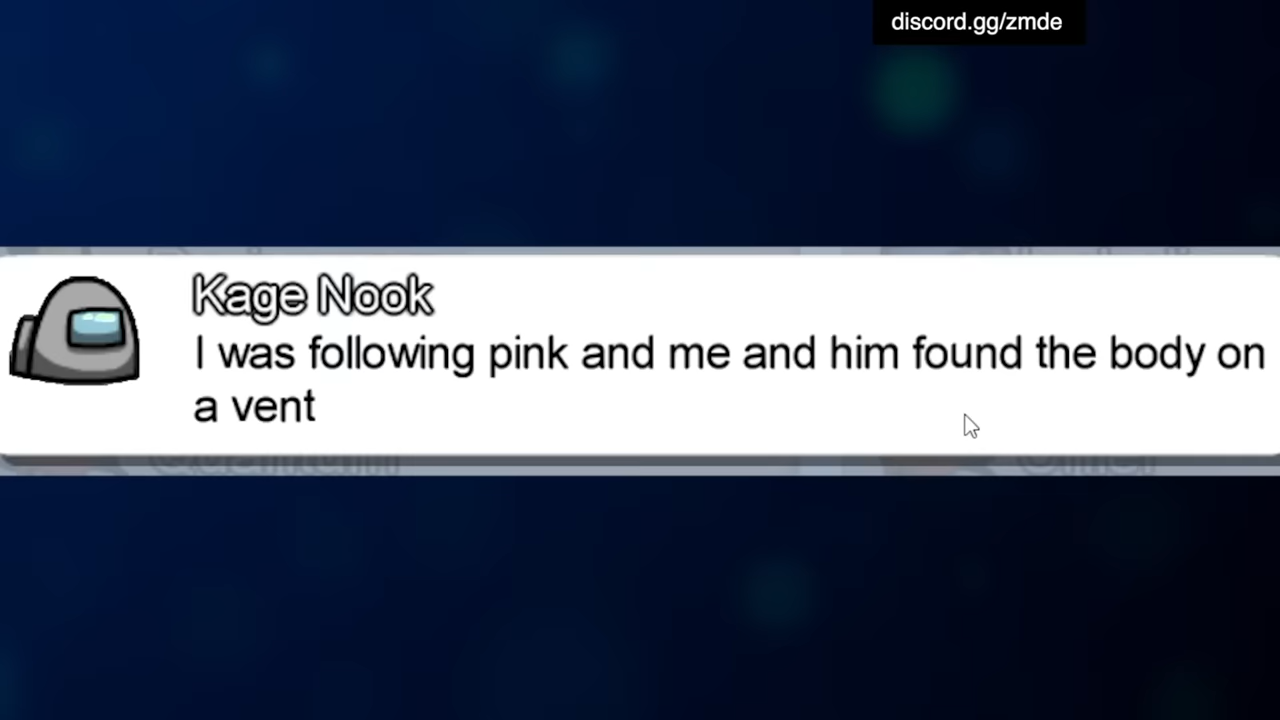 discord.gg/zmde
Kage Nook
I was following pink and me and him found the body on
a vent